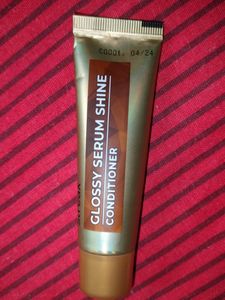 C0001. 04/24
GLOSSY SERUM SHINE
CONDITIONER